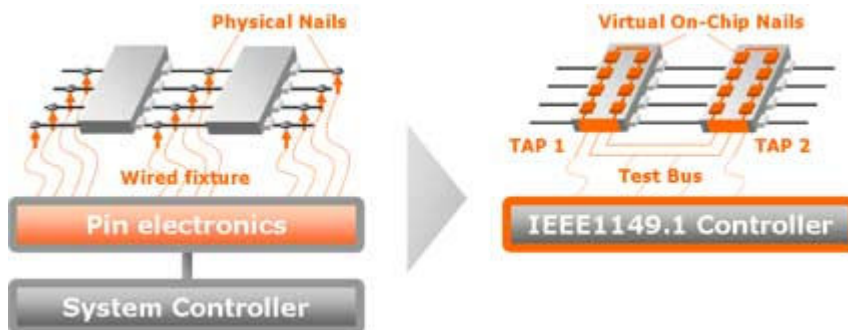 Physical Nails
Wired fixture
Pin electronics
System Controller
Virtual On-Chip Nails
TAP 1
TAP 2
Test Bus
IEEE1149.1 Controller